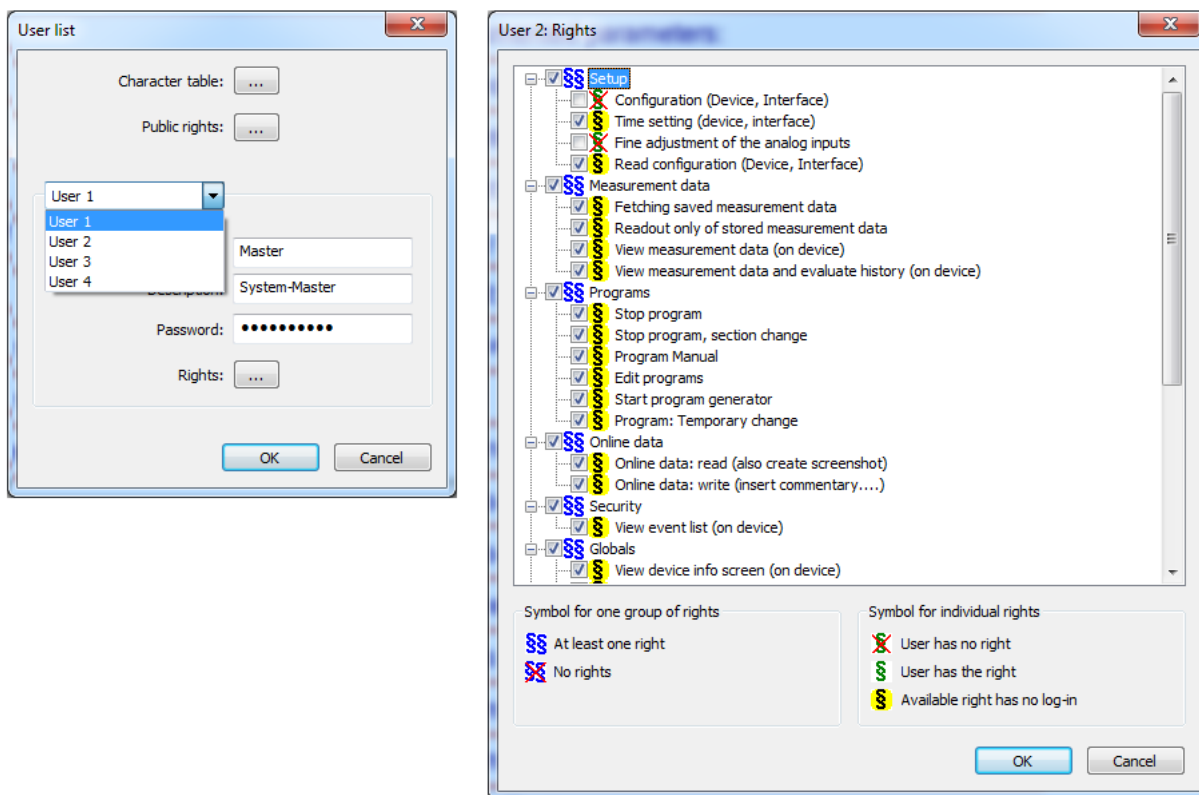 User list
Character table:
...
Public rights:
...
User 1
User 1
User 2
User 3
User 4
Master
Description:
System-Master
Password:
••••••••••
Rights:
...
OK
Cancel
User 2: Rights
parameters:
§§ Setup
§ Configuration (Device, Interface)
§ Time setting (device, interface)
§ Fine adjustment of the analog inputs
§ Read configuration (Device, Interface)
§§ Measurement data
§ Fetching saved measurement data
§ Readout only of stored measurement data
§ View measurement data (on device)
§ View measurement data and evaluate history (on device)
§§ Programs
§ Stop program
§ Stop program, section change
§ Program Manual
§ Edit programs
§ Start program generator
§ Program: Temporary change
§§ Online data
§ Online data: read (also create screenshot)
§ Online data: write (insert commentary....)
§§ Security
§ View event list (on device)
§§ Globals
§ View device info screen (on device)
Symbol for one group of rights
§§ At least one right
§§ No rights
Symbol for individual rights
§ User has no right
§ User has the right
§ Available right has no log-in
OK
Cancel